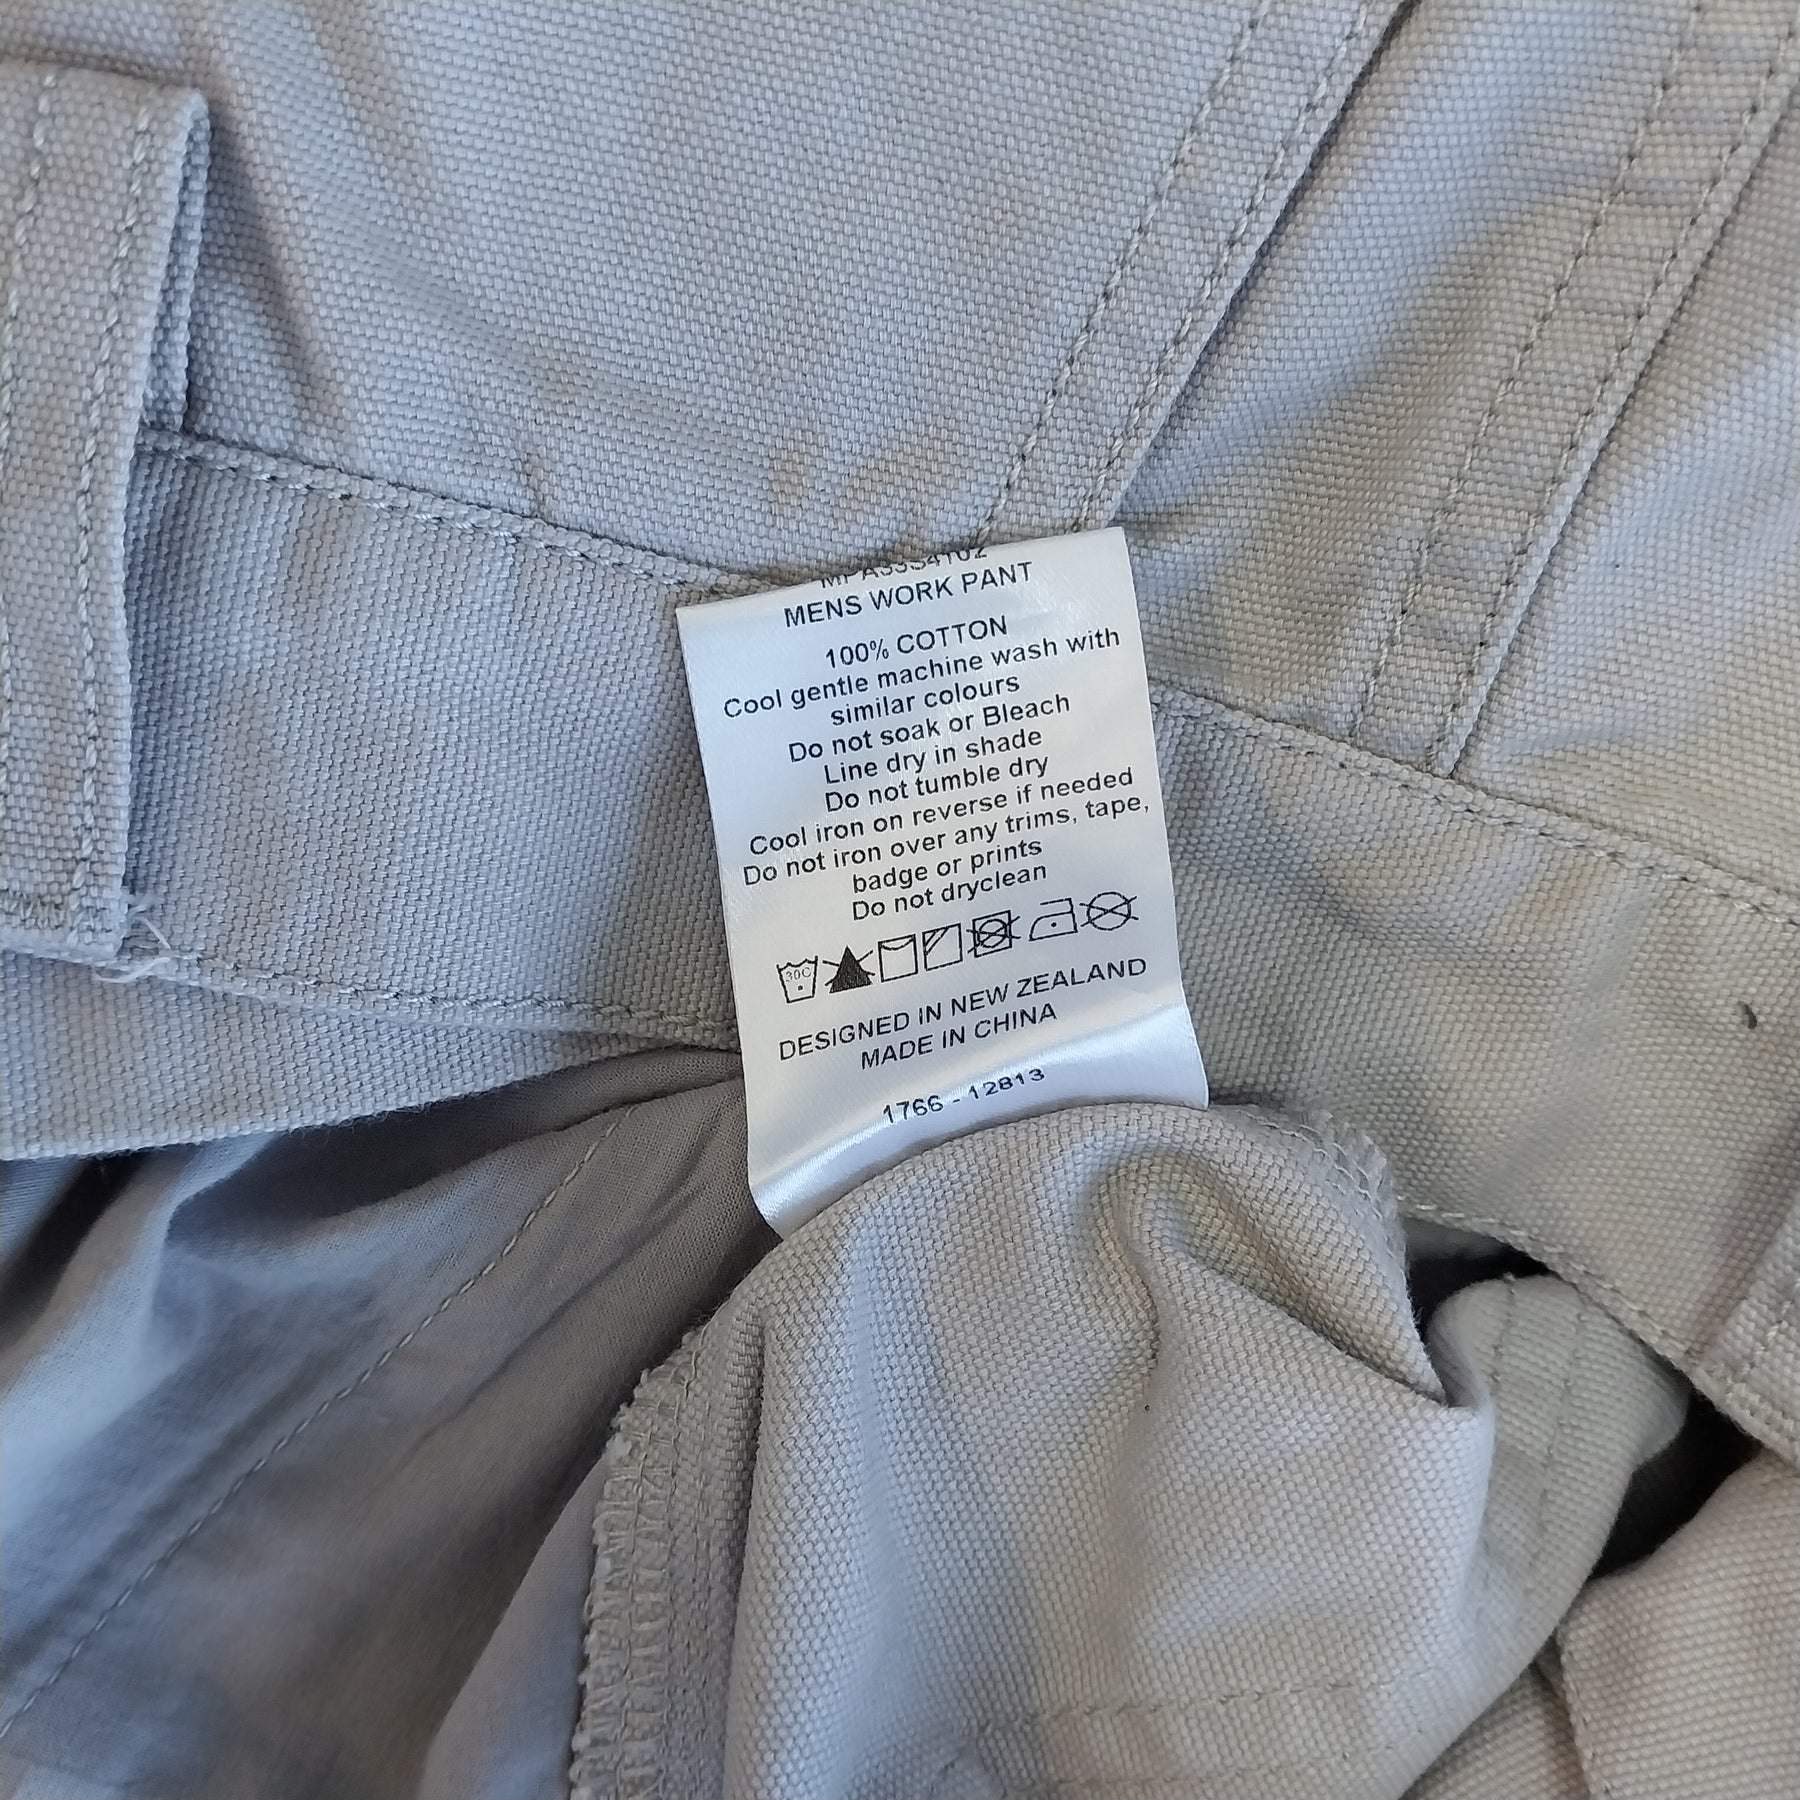 MENS WORK PANT
100% COTTON
Cool gentle machine wash with
similar colours
Do not soak or Bleach
Line dry in shade
Do not tumble dry
Cool iron on reverse if needed
Do not iron over any trims, tape,
badge or prints
Do not dryclean
30C
DESIGNED IN NEW ZEALAND
MADE IN CHINA
1766 - 12813